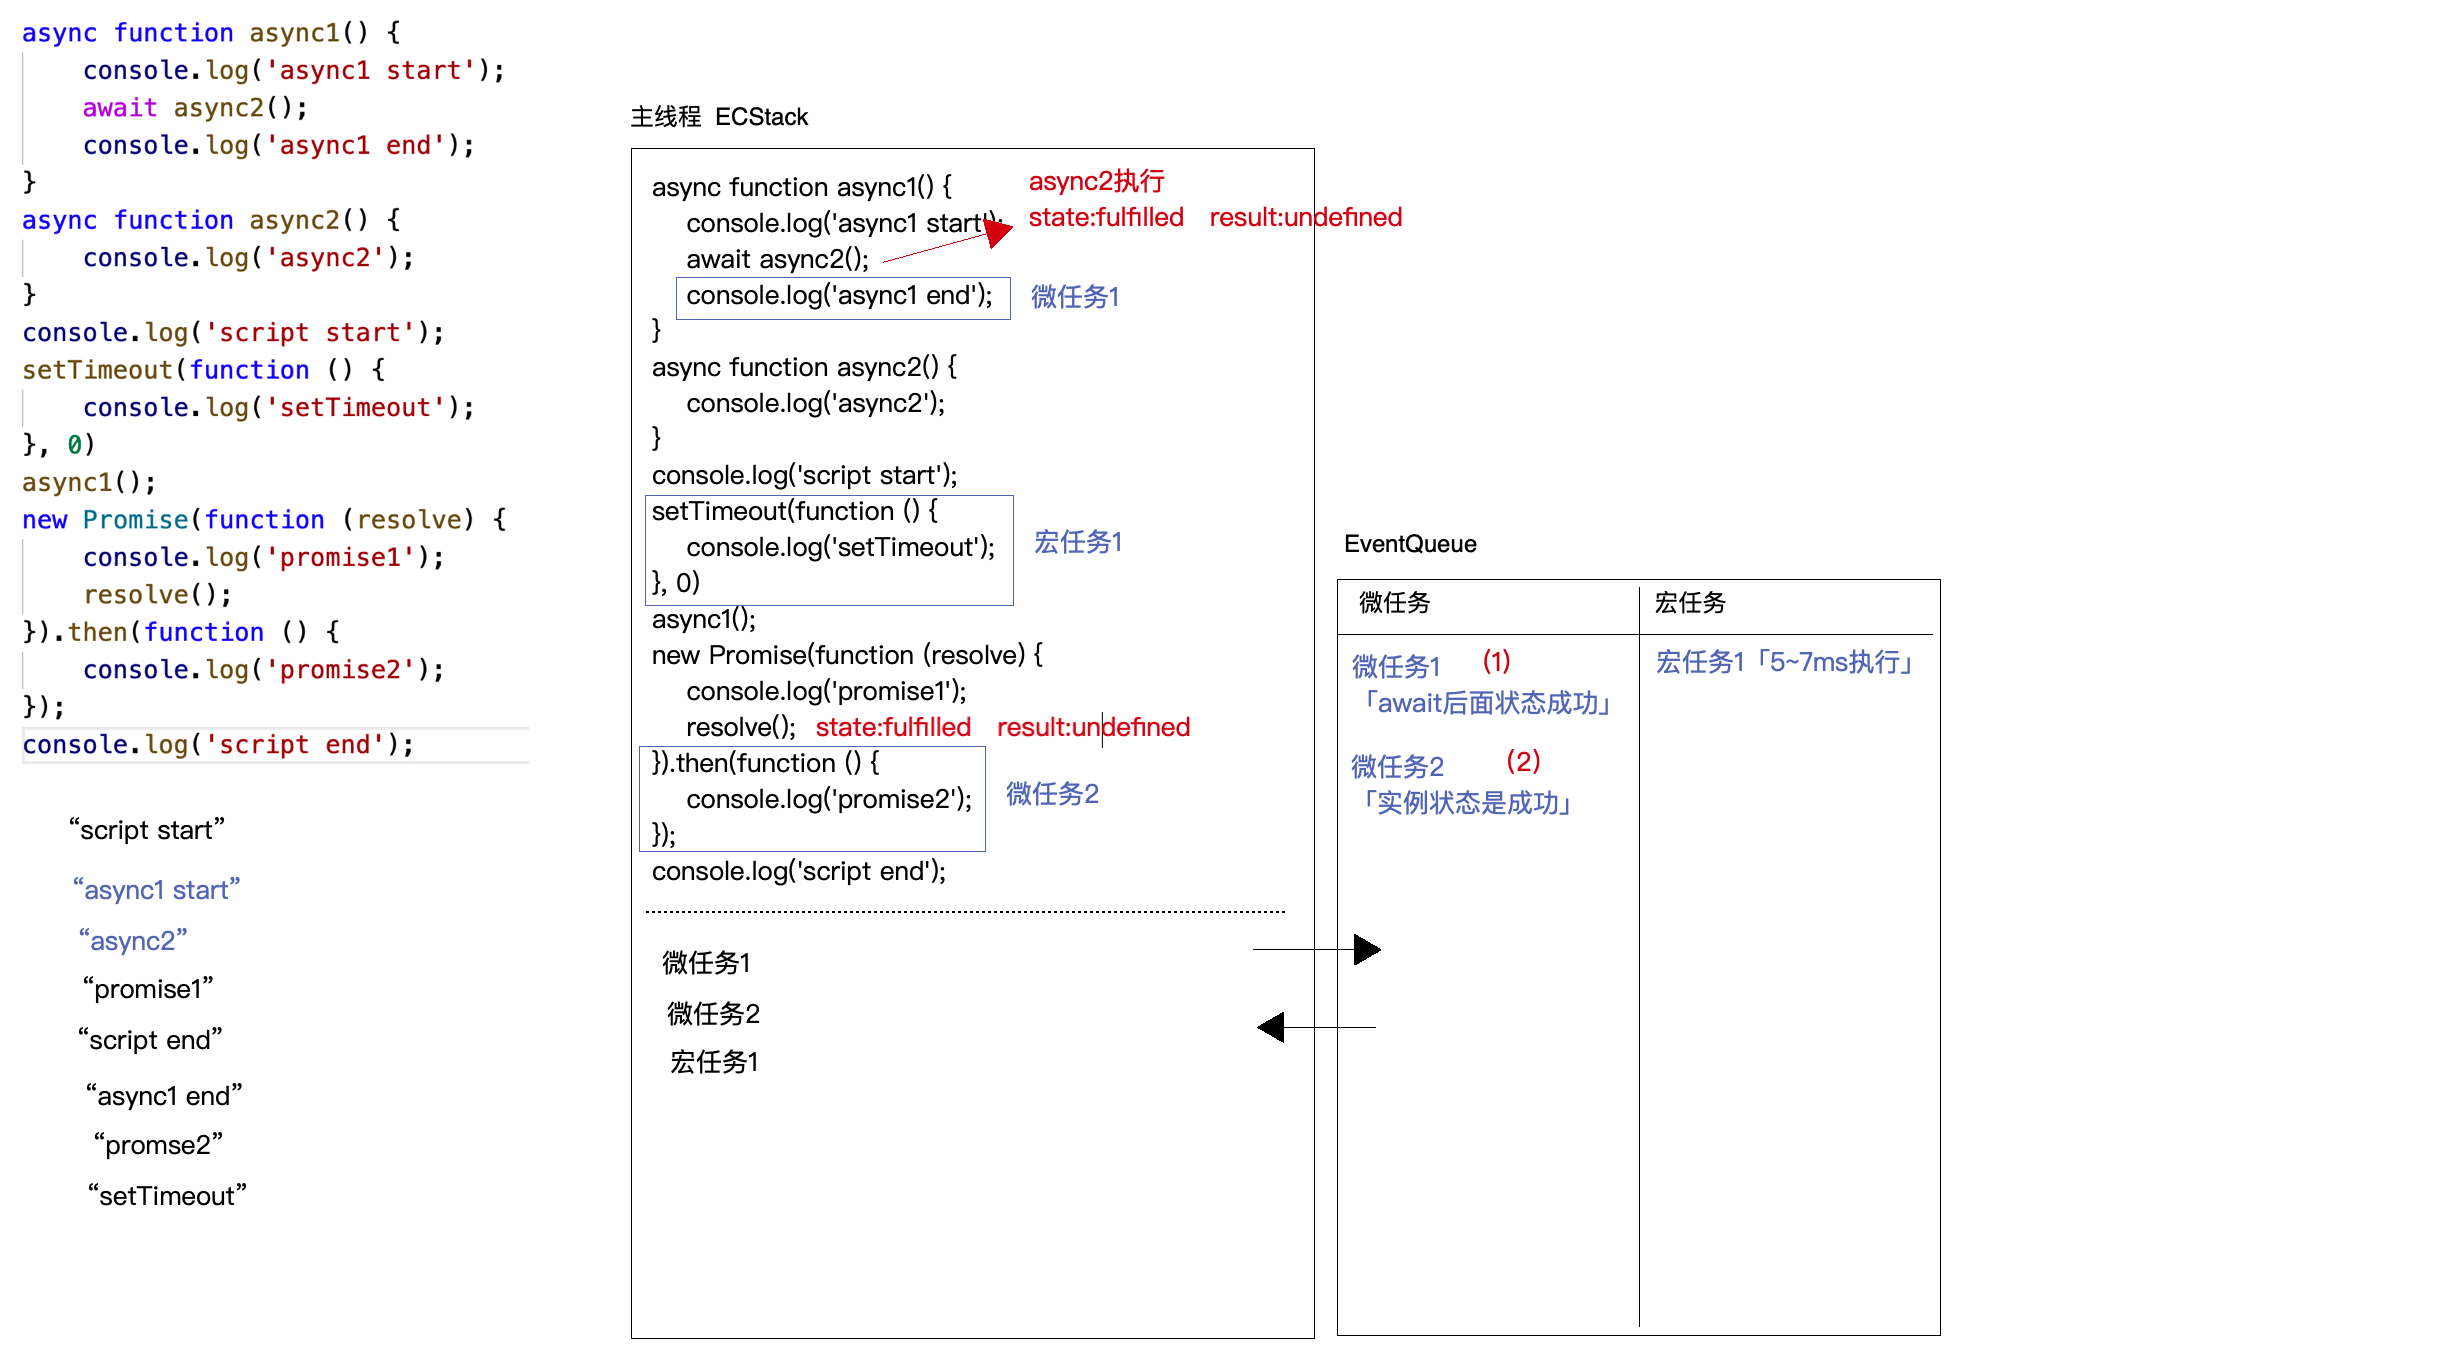 async function async1() {
    console.log('async1 start');
    await async2();
    console.log('async1 end');
}
async function async2() {
    console.log('async2');
}
console.log('script start');
setTimeout(function () {
    console.log('setTimeout');
}, 0)
async1();
new Promise(function (resolve) {
    console.log('promise1');
    resolve();
}).then(function () {
    console.log('promise2');
});
console.log('script end');
“script start”
“async1 start”
“async2”
“promise1”
“script end”
“async1 end”
“promse2”
“setTimeout”
主线程 ECStack
async function async1() {
async2执行
console.log('async1 start');
state:fulfilled result:undefined
await async2();
console.log('async1 end');
微任务1
}
async function async2() {
console.log('async2');
}
console.log('script start');
setTimeout(function () {
console.log('setTimeout');
宏任务1
}, 0)
async1();
new Promise(function (resolve) {
console.log('promise1');
resolve(); state:fulfilled result:undefined
}).then(function () {
console.log('promise2');
微任务2
});
console.log('script end');
微任务1
微任务2
宏任务1
EventQueue
微任务 宏任务
微任务1 (1)
「await后面状态成功」
宏任务1「5~7ms执行」
微任务2 (2)
「实例状态是成功」